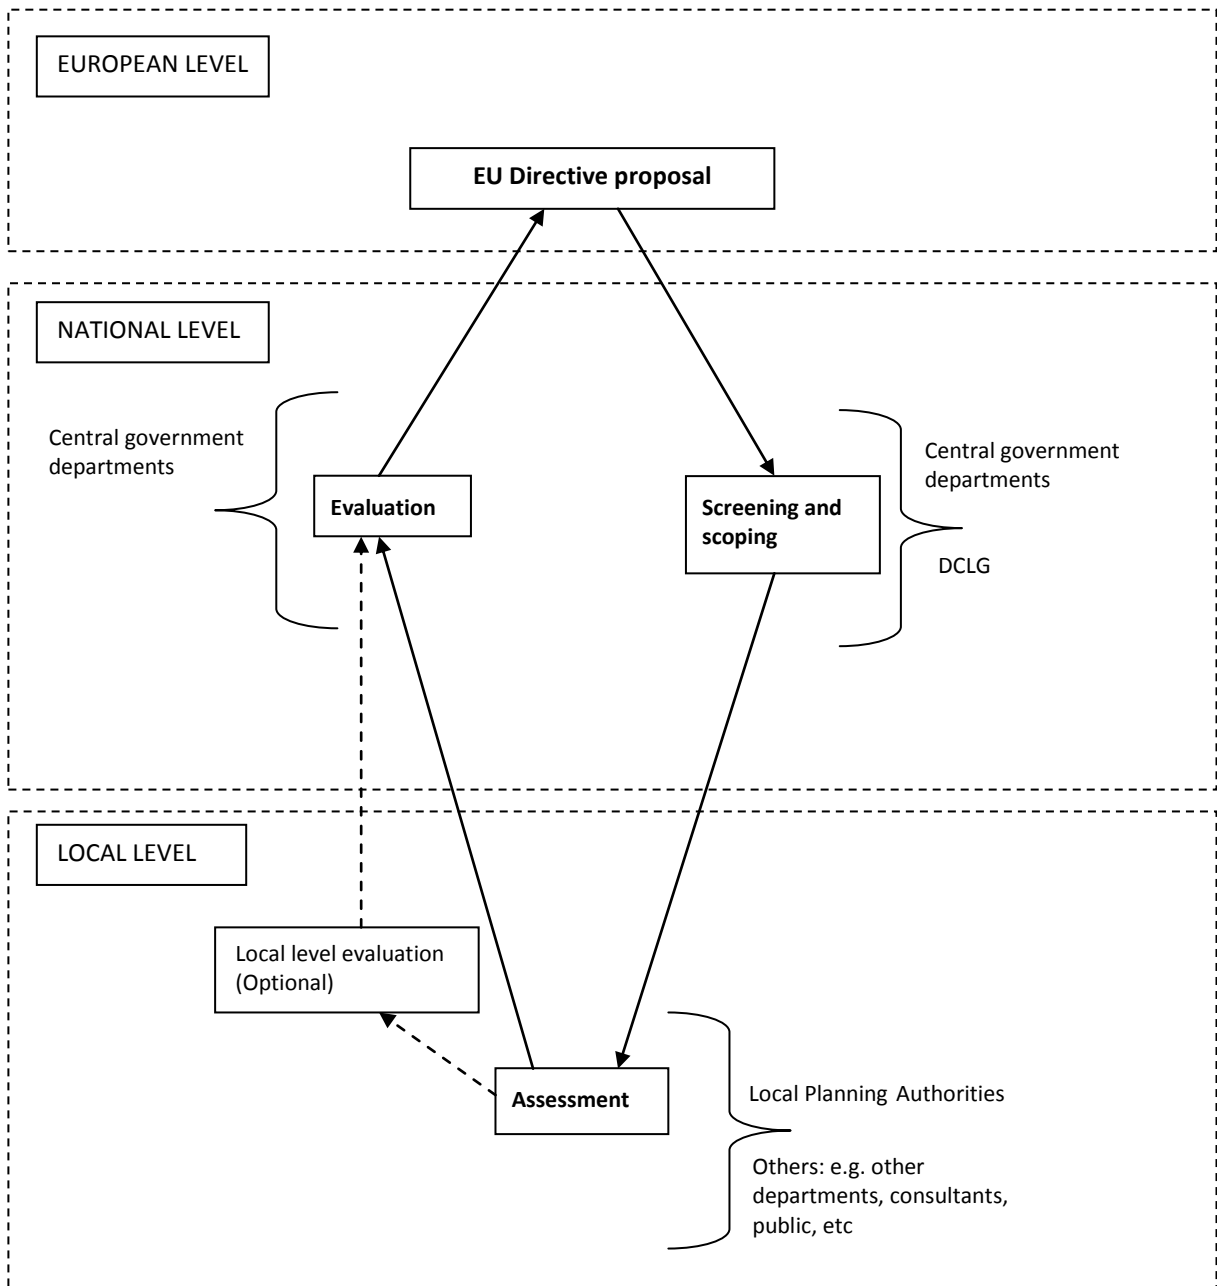 EUROPEAN LEVEL
EU Directive proposal
NATIONAL LEVEL
Central government
departments
Evaluation
Screening and
scoping
Central government
departments
DCLG
LOCAL LEVEL
Local level evaluation
(Optional)
Assessment
Local Planning Authorities
Others: e.g. other
departments, consultants,
public, etc